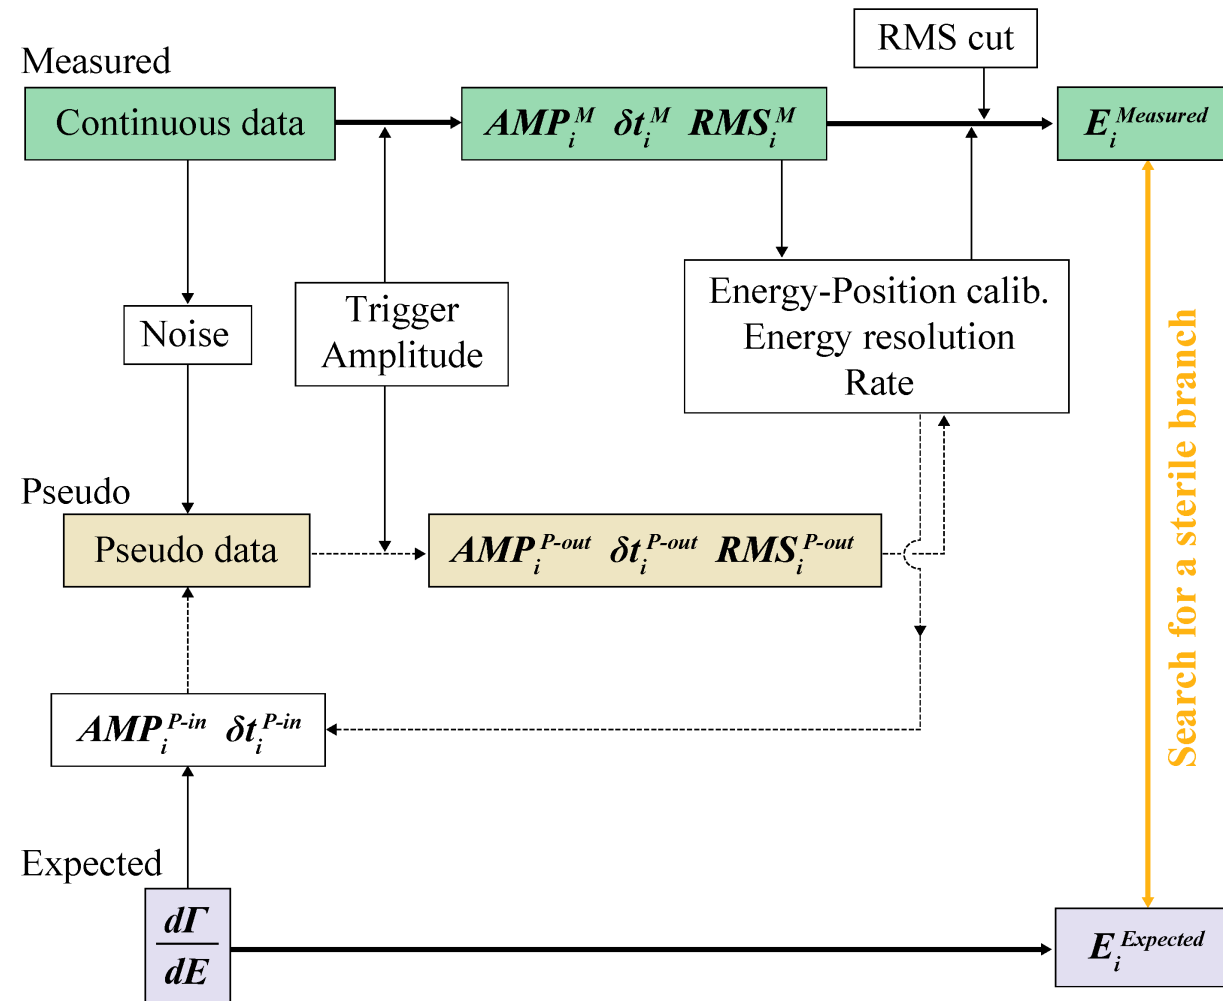 RMS cut
Measured
Continuous data
AMP_i^M δt_i^M RMS_i^M
E_i^Measured
Energy-Position calib.
Energy resolution
Rate
Trigger
Amplitude
Noise
Search for a sterile branch
Pseudo
Pseudo data
AMP_i^P-out δt_i^P-out RMS_i^P-out
AMP_i^P-in δt_i^P-in
Expected
dΓ
dE
E_i^Expected